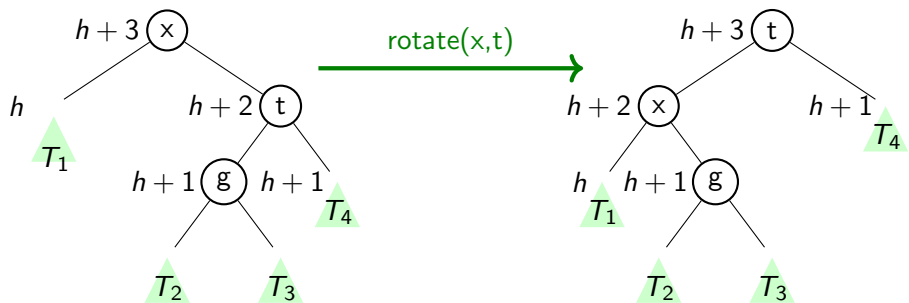 h + 3 x
rotate(x,t)
h + 3 t
h
T1
h + 2 t
h + 2 x
h + 1
T4
h + 1 g
h + 1
T4
h
T1
h + 1 g
T2
T3
T2
T3